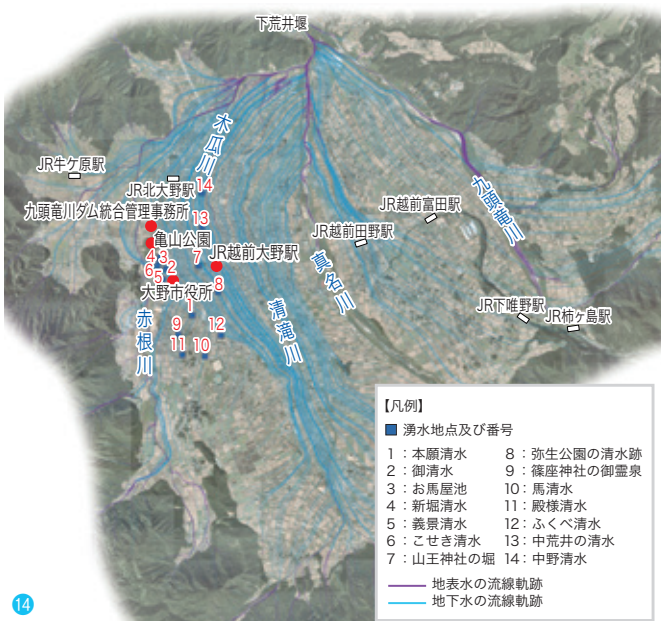 下荒井堰
木瓜川
JR牛ケ原駅
JR北大野駅
14
九頭竜川ダム統合管理事務所
13
九頭竜川
JR越前富田駅
亀山公園
JR越前大野駅
JR越前田野駅
4 3
7
6
2
5
真名川
大野市役所
8
清滝川
JR下唯野駅
JR柿ヶ島駅
1
赤根川
9
12
11
10
【凡例】
湧水地点及び番号
1：本願清水
2：御清水
3：お馬屋池
4：新堀清水
5：義景清水
6：こせき清水
7：山王神社の堀
8：弥生公園の清水跡
9：篠座神社の御霊泉
10：馬清水
11：殿様清水
12：ふくべ清水
13：中荒井の清水
14：中野清水
地表水の流線軌跡
地下水の流線軌跡
14